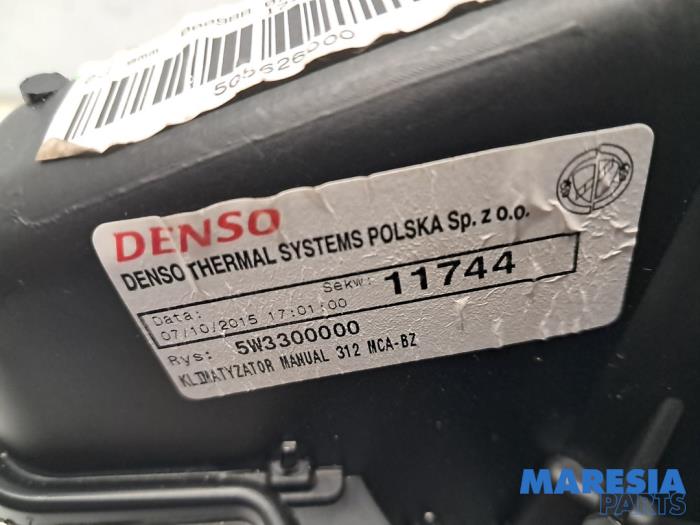 505626000
DENSO
DENSO THERMAL SYSTEMS POLSKA Sp. z o.o.
Data:
07/10/2015 17:01:00
Sekw: 11744
Rys: 5W3300000
KLIMATYZATOR MANUAL 312 MCA-BZ
MARESIA
PARTS